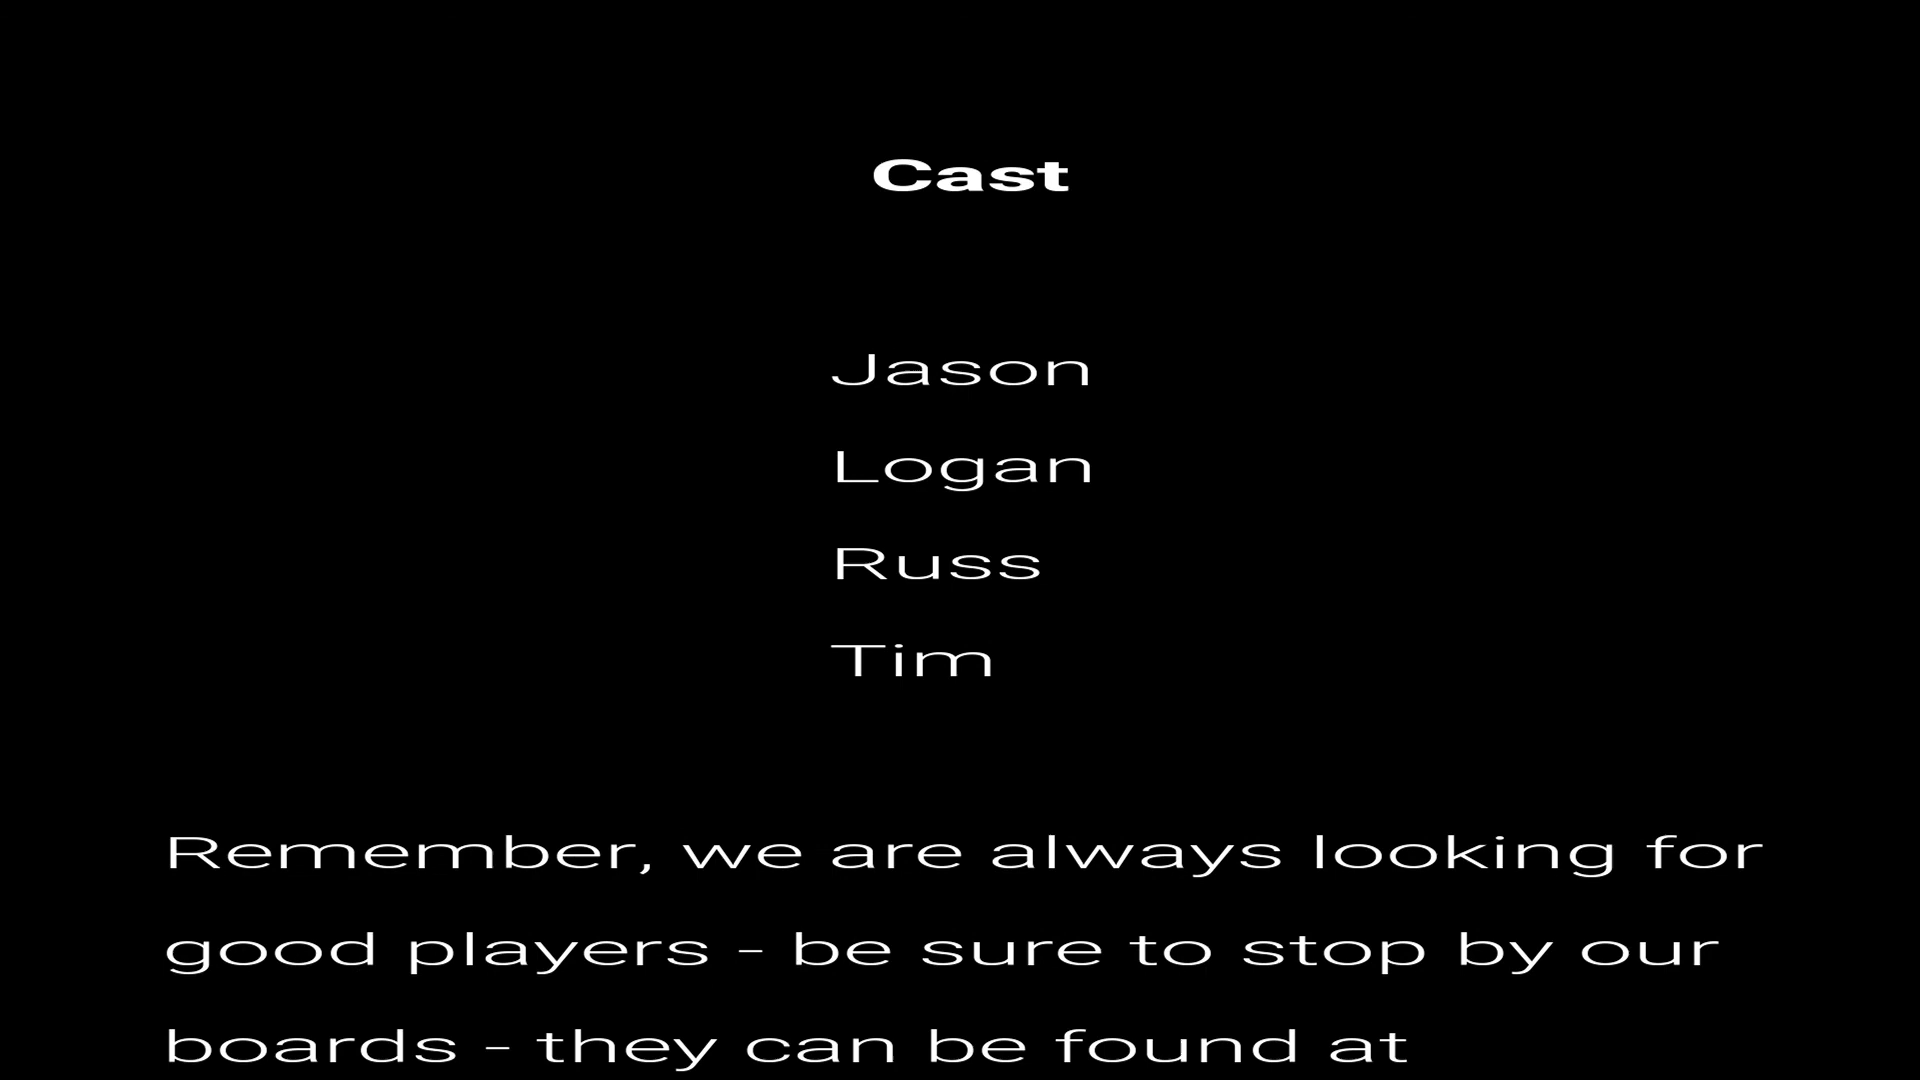 Cast
Jason
Logan
Russ
Tim
Remember, we are always looking for
good players - be sure to stop by our
boards - they can be found at